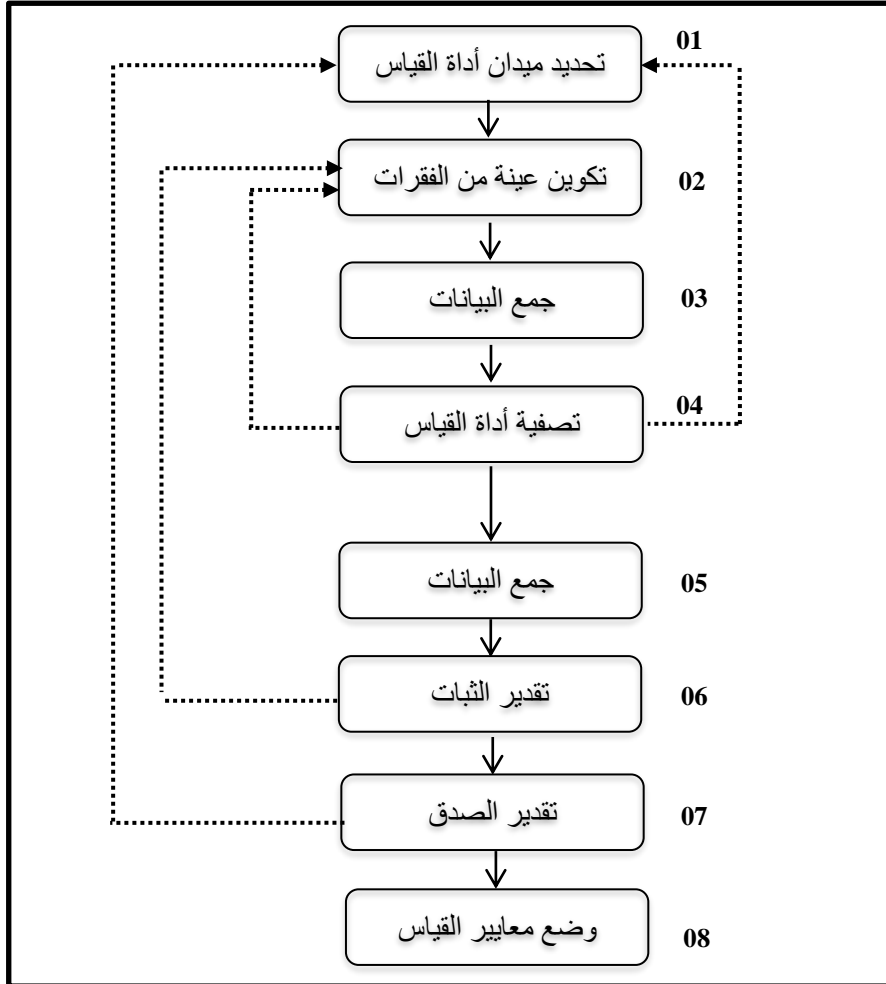 01
تحديد ميدان أداة القياس
تكوين عينة من الفقرات
02
جمع البيانات
03
تصفية أداة القياس
04
جمع البيانات
05
تقدير الثبات
06
تقدير الصدق
07
وضع معايير القياس
08